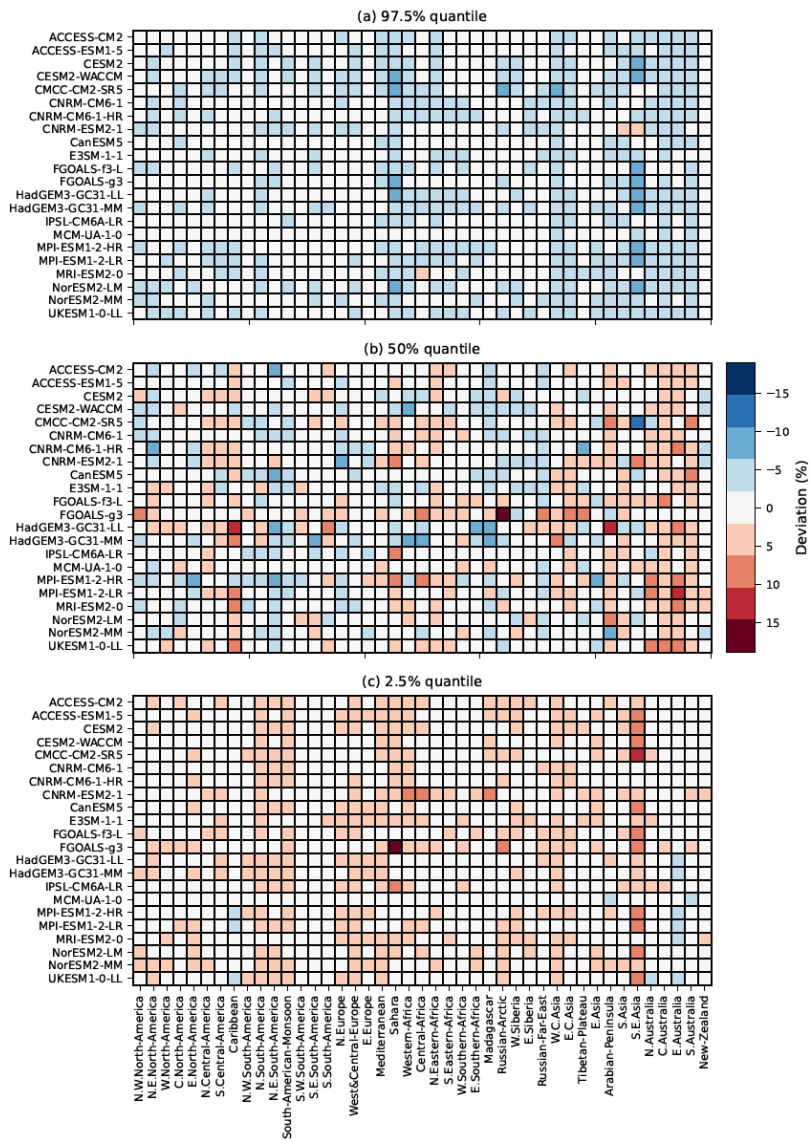 (a) 97.5% quantile
ACCESS-CM2
ACCESS-ESM1-5
CESM2
CESM2-WACCM
CMCC-CM2-SR5
CNRM-CM6-1
CNRM-CM6-1-HR
CNRM-ESM2-1
CanESM5
E3SM-1-1
FGOALS-f3-L
FGOALS-g3
HadGEM3-GC31-LL
HadGEM3-GC31-MM
IPSL-CM6A-LR
MCM-UA-1-0
MPI-ESM1-2-HR
MPI-ESM1-2-LR
MRI-ESM2-0
NorESM2-LM
NorESM2-MM
UKESM1-0-LL
(b) 50% quantile
ACCESS-CM2
ACCESS-ESM1-5
CESM2
CESM2-WACCM
CMCC-CM2-SR5
CNRM-CM6-1
CNRM-CM6-1-HR
CNRM-ESM2-1
CanESM5
E3SM-1-1
FGOALS-f3-L
FGOALS-g3
HadGEM3-GC31-LL
HadGEM3-GC31-MM
IPSL-CM6A-LR
MCM-UA-1-0
MPI-ESM1-2-HR
MPI-ESM1-2-LR
MRI-ESM2-0
NorESM2-LM
NorESM2-MM
UKESM1-0-LL
−15
−10
−5
0
5
10
15
Deviation (%)
(c) 2.5% quantile
ACCESS-CM2
ACCESS-ESM1-5
CESM2
CESM2-WACCM
CMCC-CM2-SR5
CNRM-CM6-1
CNRM-CM6-1-HR
CNRM-ESM2-1
CanESM5
E3SM-1-1
FGOALS-f3-L
FGOALS-g3
HadGEM3-GC31-LL
HadGEM3-GC31-MM
IPSL-CM6A-LR
MCM-UA-1-0
MPI-ESM1-2-HR
MPI-ESM1-2-LR
MRI-ESM2-0
NorESM2-LM
NorESM2-MM
UKESM1-0-LL
N.W.North-America
N.E.North-America
W.North-America
C.North-America
E.North-America
N.Central-America
S.Central-America
Caribbean
N.W.South-America
N.South-America
N.E.South-America
South-American-Monsoon
S.W.South-America
S.E.South-America
S.South-America
N.Europe
West&Central-Europe
E.Europe
Mediterranean
Sahara
Western-Africa
Central-Africa
N.Eastern-Africa
S.Eastern-Africa
W.Southern-Africa
E.Southern-Africa
Madagascar
Russian-Arctic
W.Siberia
E.Siberia
Russian-Far-East
W.C.Asia
E.C.Asia
Tibetan-Plateau
E.Asia
Arabian-Peninsula
S.Asia
S.E.Asia
N.Australia
C.Australia
E.Australia
S.Australia
New-Zealand